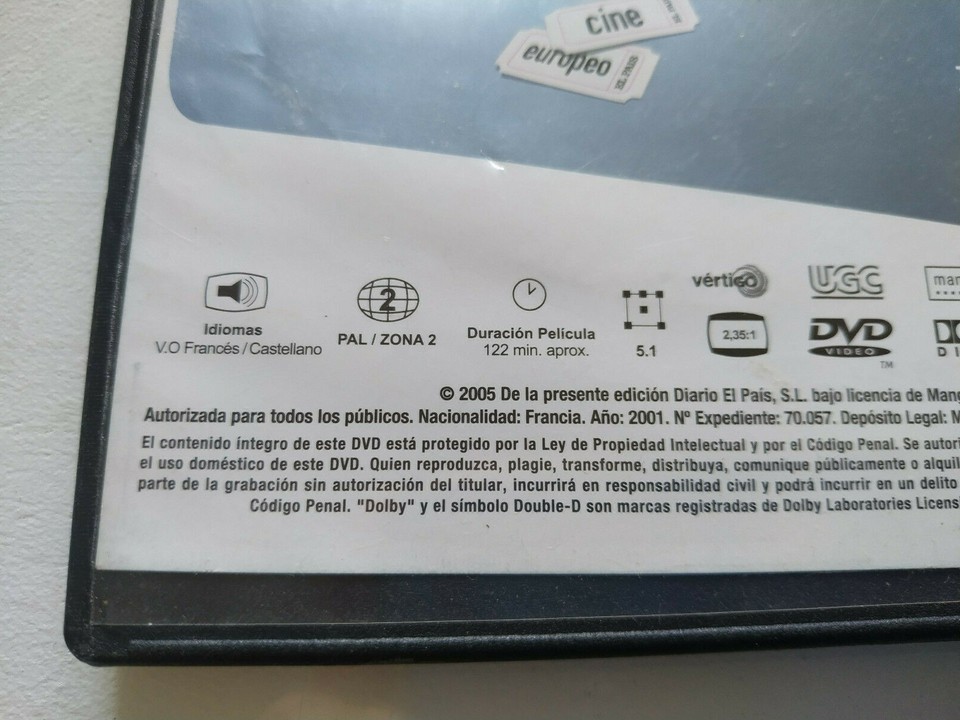 cine
europeo
EL PAIS
2
Idiomas
V.O Francés / Castellano
PAL / ZONA 2
Duración Película
122 min. aprox.
5.1
vértigo
UGC
2,35:1
DVD
VIDEO
TM
© 2005 De la presente edición Diario El País, S.L. bajo licencia de
Autorizada para todos los públicos. Nacionalidad: Francia. Año: 2001. Nº Expediente: 70.057. Depósito Legal: M
El contenido íntegro de este DVD está protegido por la Ley de Propiedad Intelectual y por el Código Penal. Se
el uso doméstico de este DVD. Quien reproduzca, plagie, transforme, distribuya, comunique públicamente o
parte de la grabación sin autorización del titular, incurrirá en responsabilidad civil y podrá incurrir en un delito
Código Penal. "Dolby" y el símbolo Double-D son marcas registradas de Dolby Laboratories